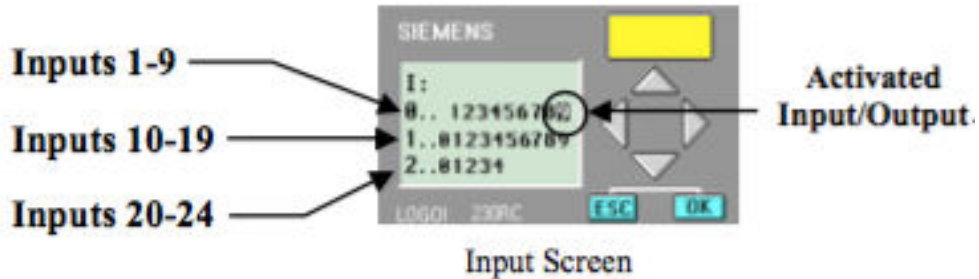 SIEMENS
Inputs 1-9
I:
0.. 123456789
Activated
Input/Output
Inputs 10-19
1..0123456789
2..01234
Inputs 20-24
LOGO! 230RC
ESC
OK
Input Screen